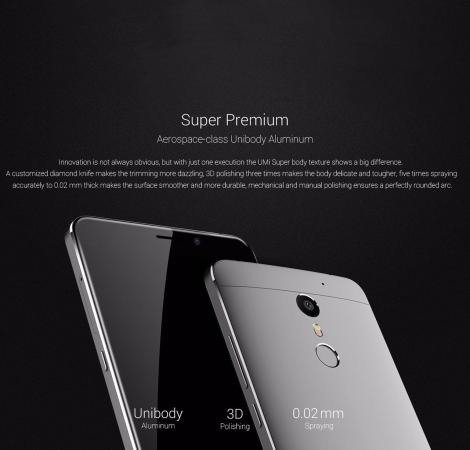 Super Premium
Aerospace-class Unibody Aluminum
Innovation is not always obvious, but with just one execution the UMi Super body texture shows a big difference.
A customized diamond knife makes the trimming more dazzling, 3D polishing three times makes the body delicate and tougher, five times spraying
accurately to 0.02 mm thick makes the surface smoother and more durable, mechanical and manual polishing ensures a perfectly rounded arc.
Unibody
Aluminum
3D
Polishing
0.02 mm
Spraying